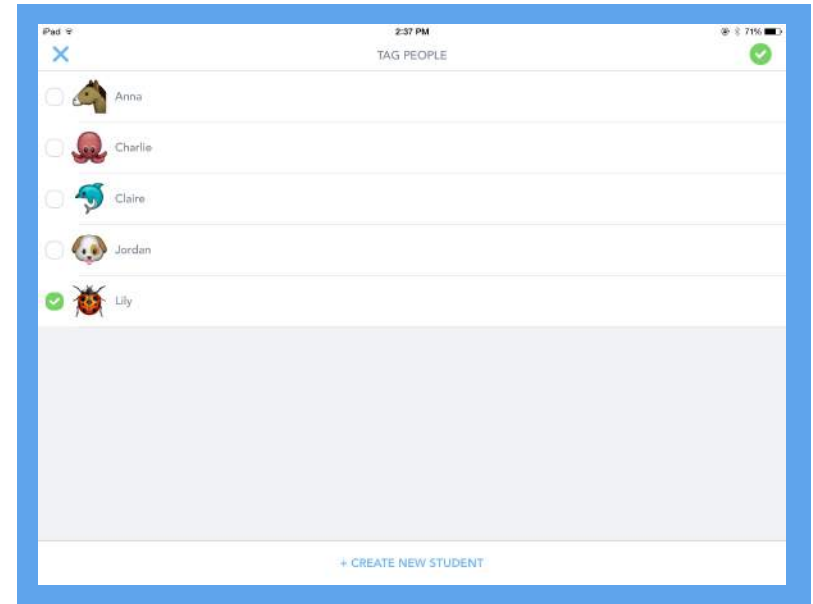 iPad 2:37 PM 71%
TAG PEOPLE
Anna
Charlie
Claire
Jordan
Lily
+ CREATE NEW STUDENT